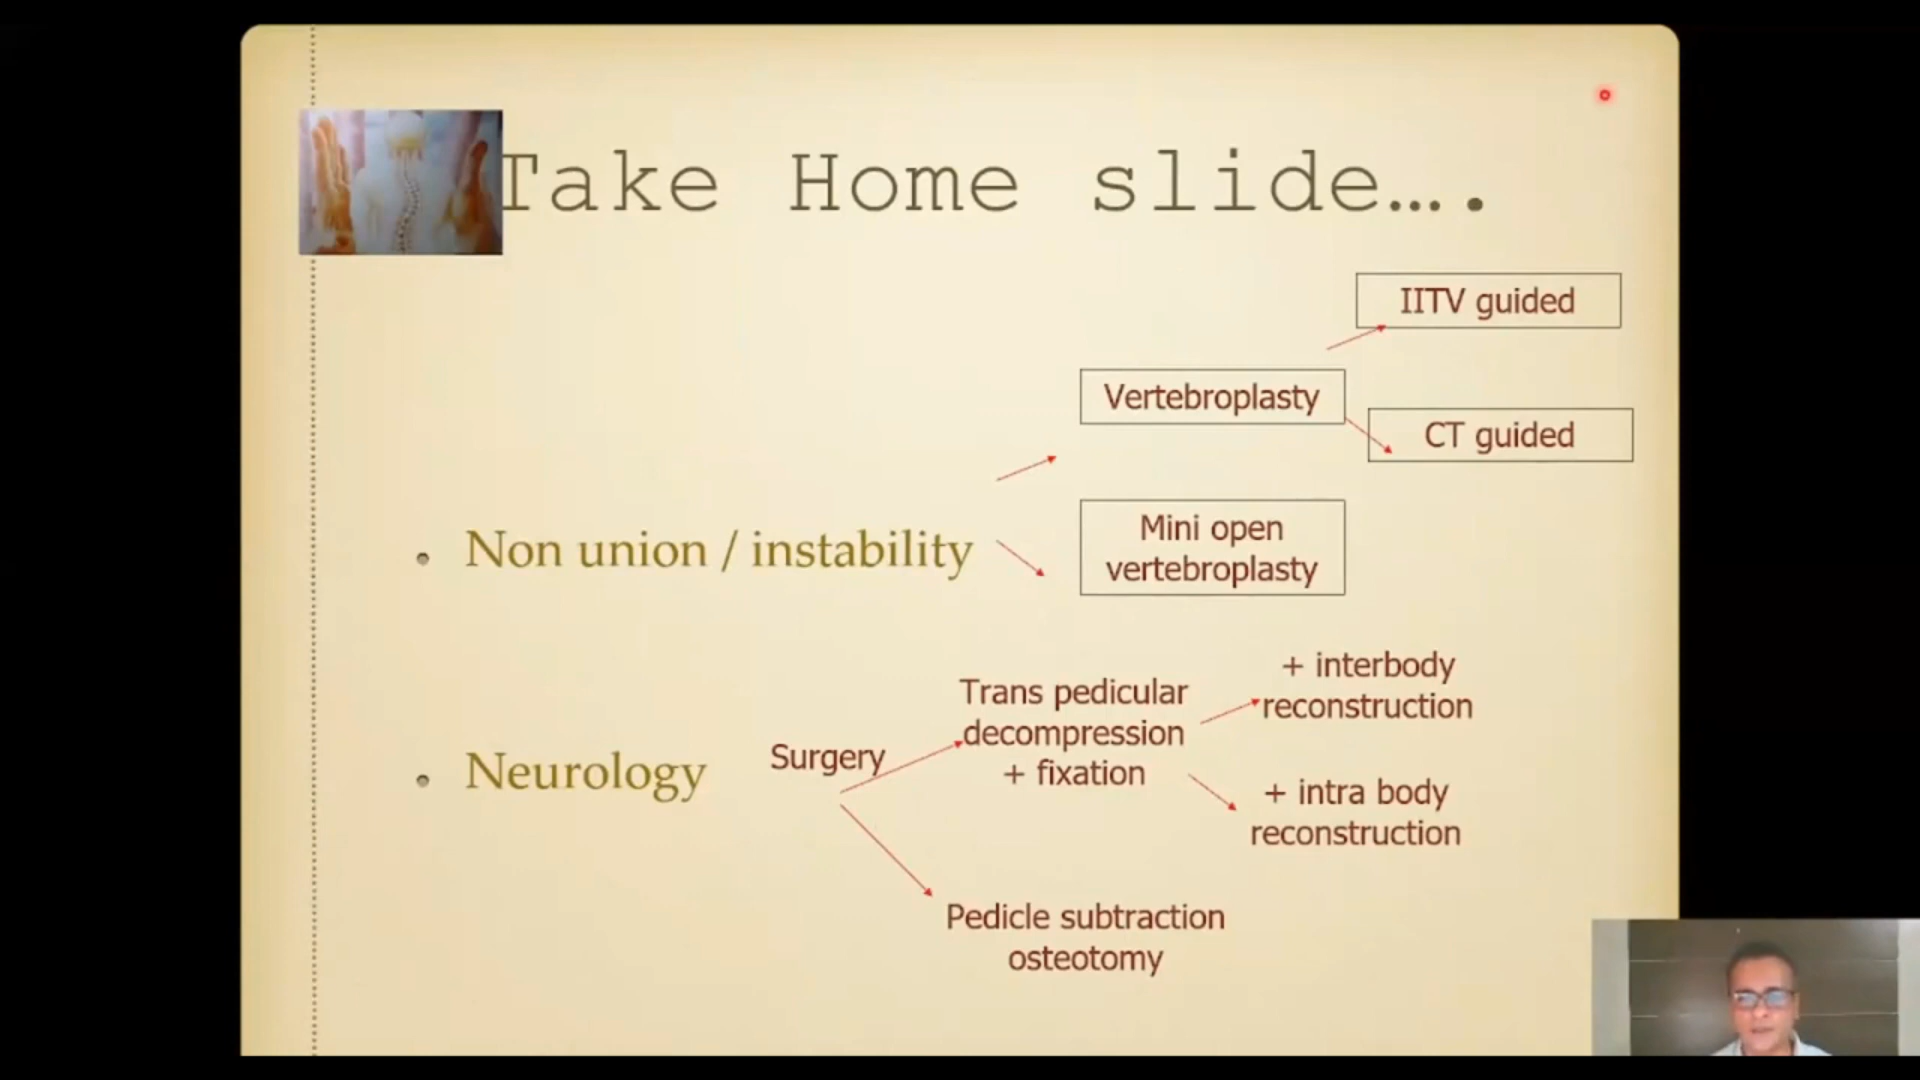 Take Home slide....
IITV guided
Vertebroplasty
CT guided
Non union / instability
Mini open
vertebroplasty
Neurology
Surgery
Trans pedicular
decompression
+ fixation
+ interbody
reconstruction
+ intra body
reconstruction
Pedicle subtraction
osteotomy